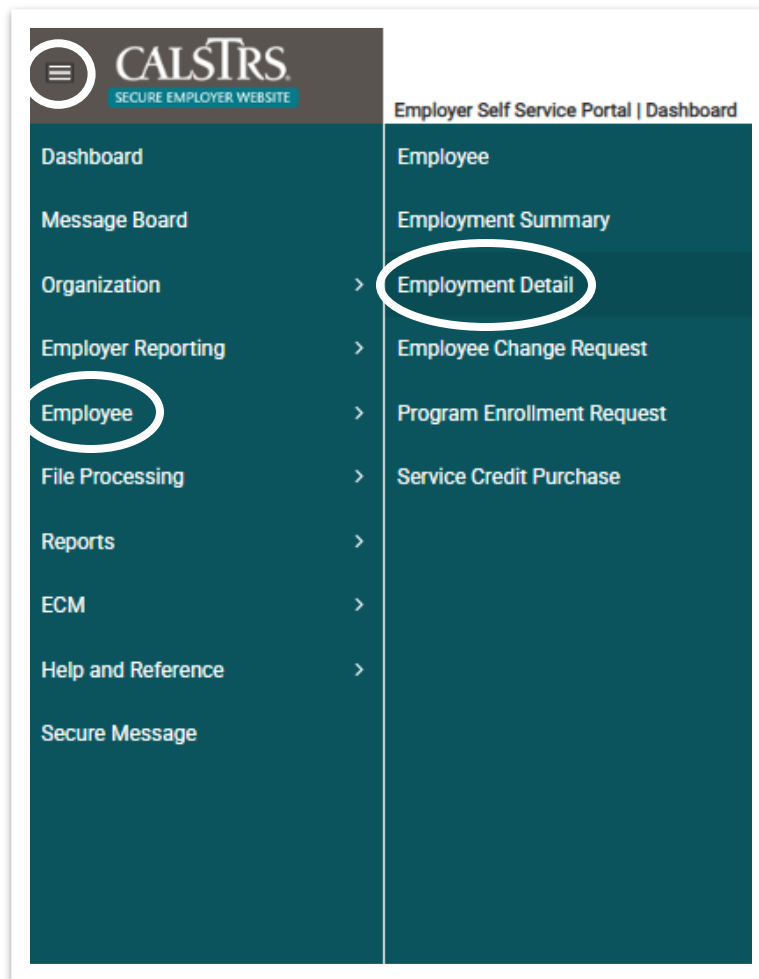 CALSTRS.
SECURE EMPLOYER WEBSITE
Employer Self Service Portal | Dashboard
Dashboard
Message Board
Organization
Employer Reporting
Employee
File Processing
Reports
ECM
Help and Reference
Secure Message
Employee
Employment Summary
Employment Detail
Employee Change Request
Program Enrollment Request
Service Credit Purchase